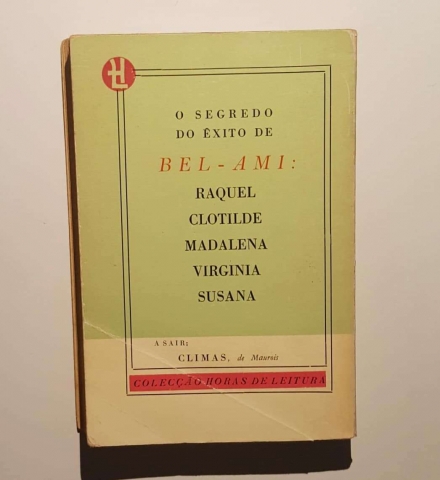 HL
O SEGREDO
DO ÊXITO DE
BEL-AMI:
RAQUEL
CLOTILDE
MADALENA
VIRGINIA
SUSANA
A SAIR:
CLIMAS, de Maurois
COLECÇÃO HORAS DE LEITURA